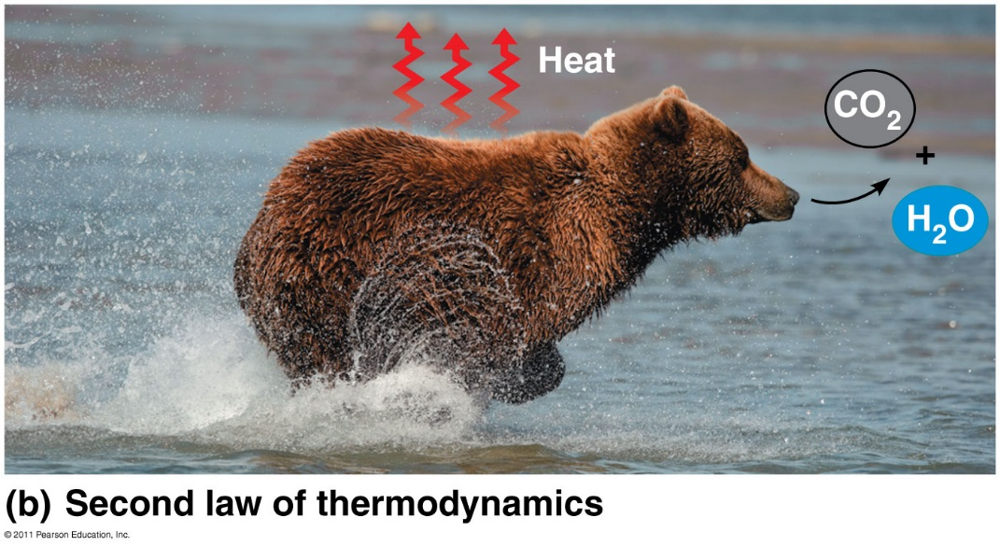 Heat
CO₂
+
H₂O
(b) Second law of thermodynamics
© 2011 Pearson Education, Inc.